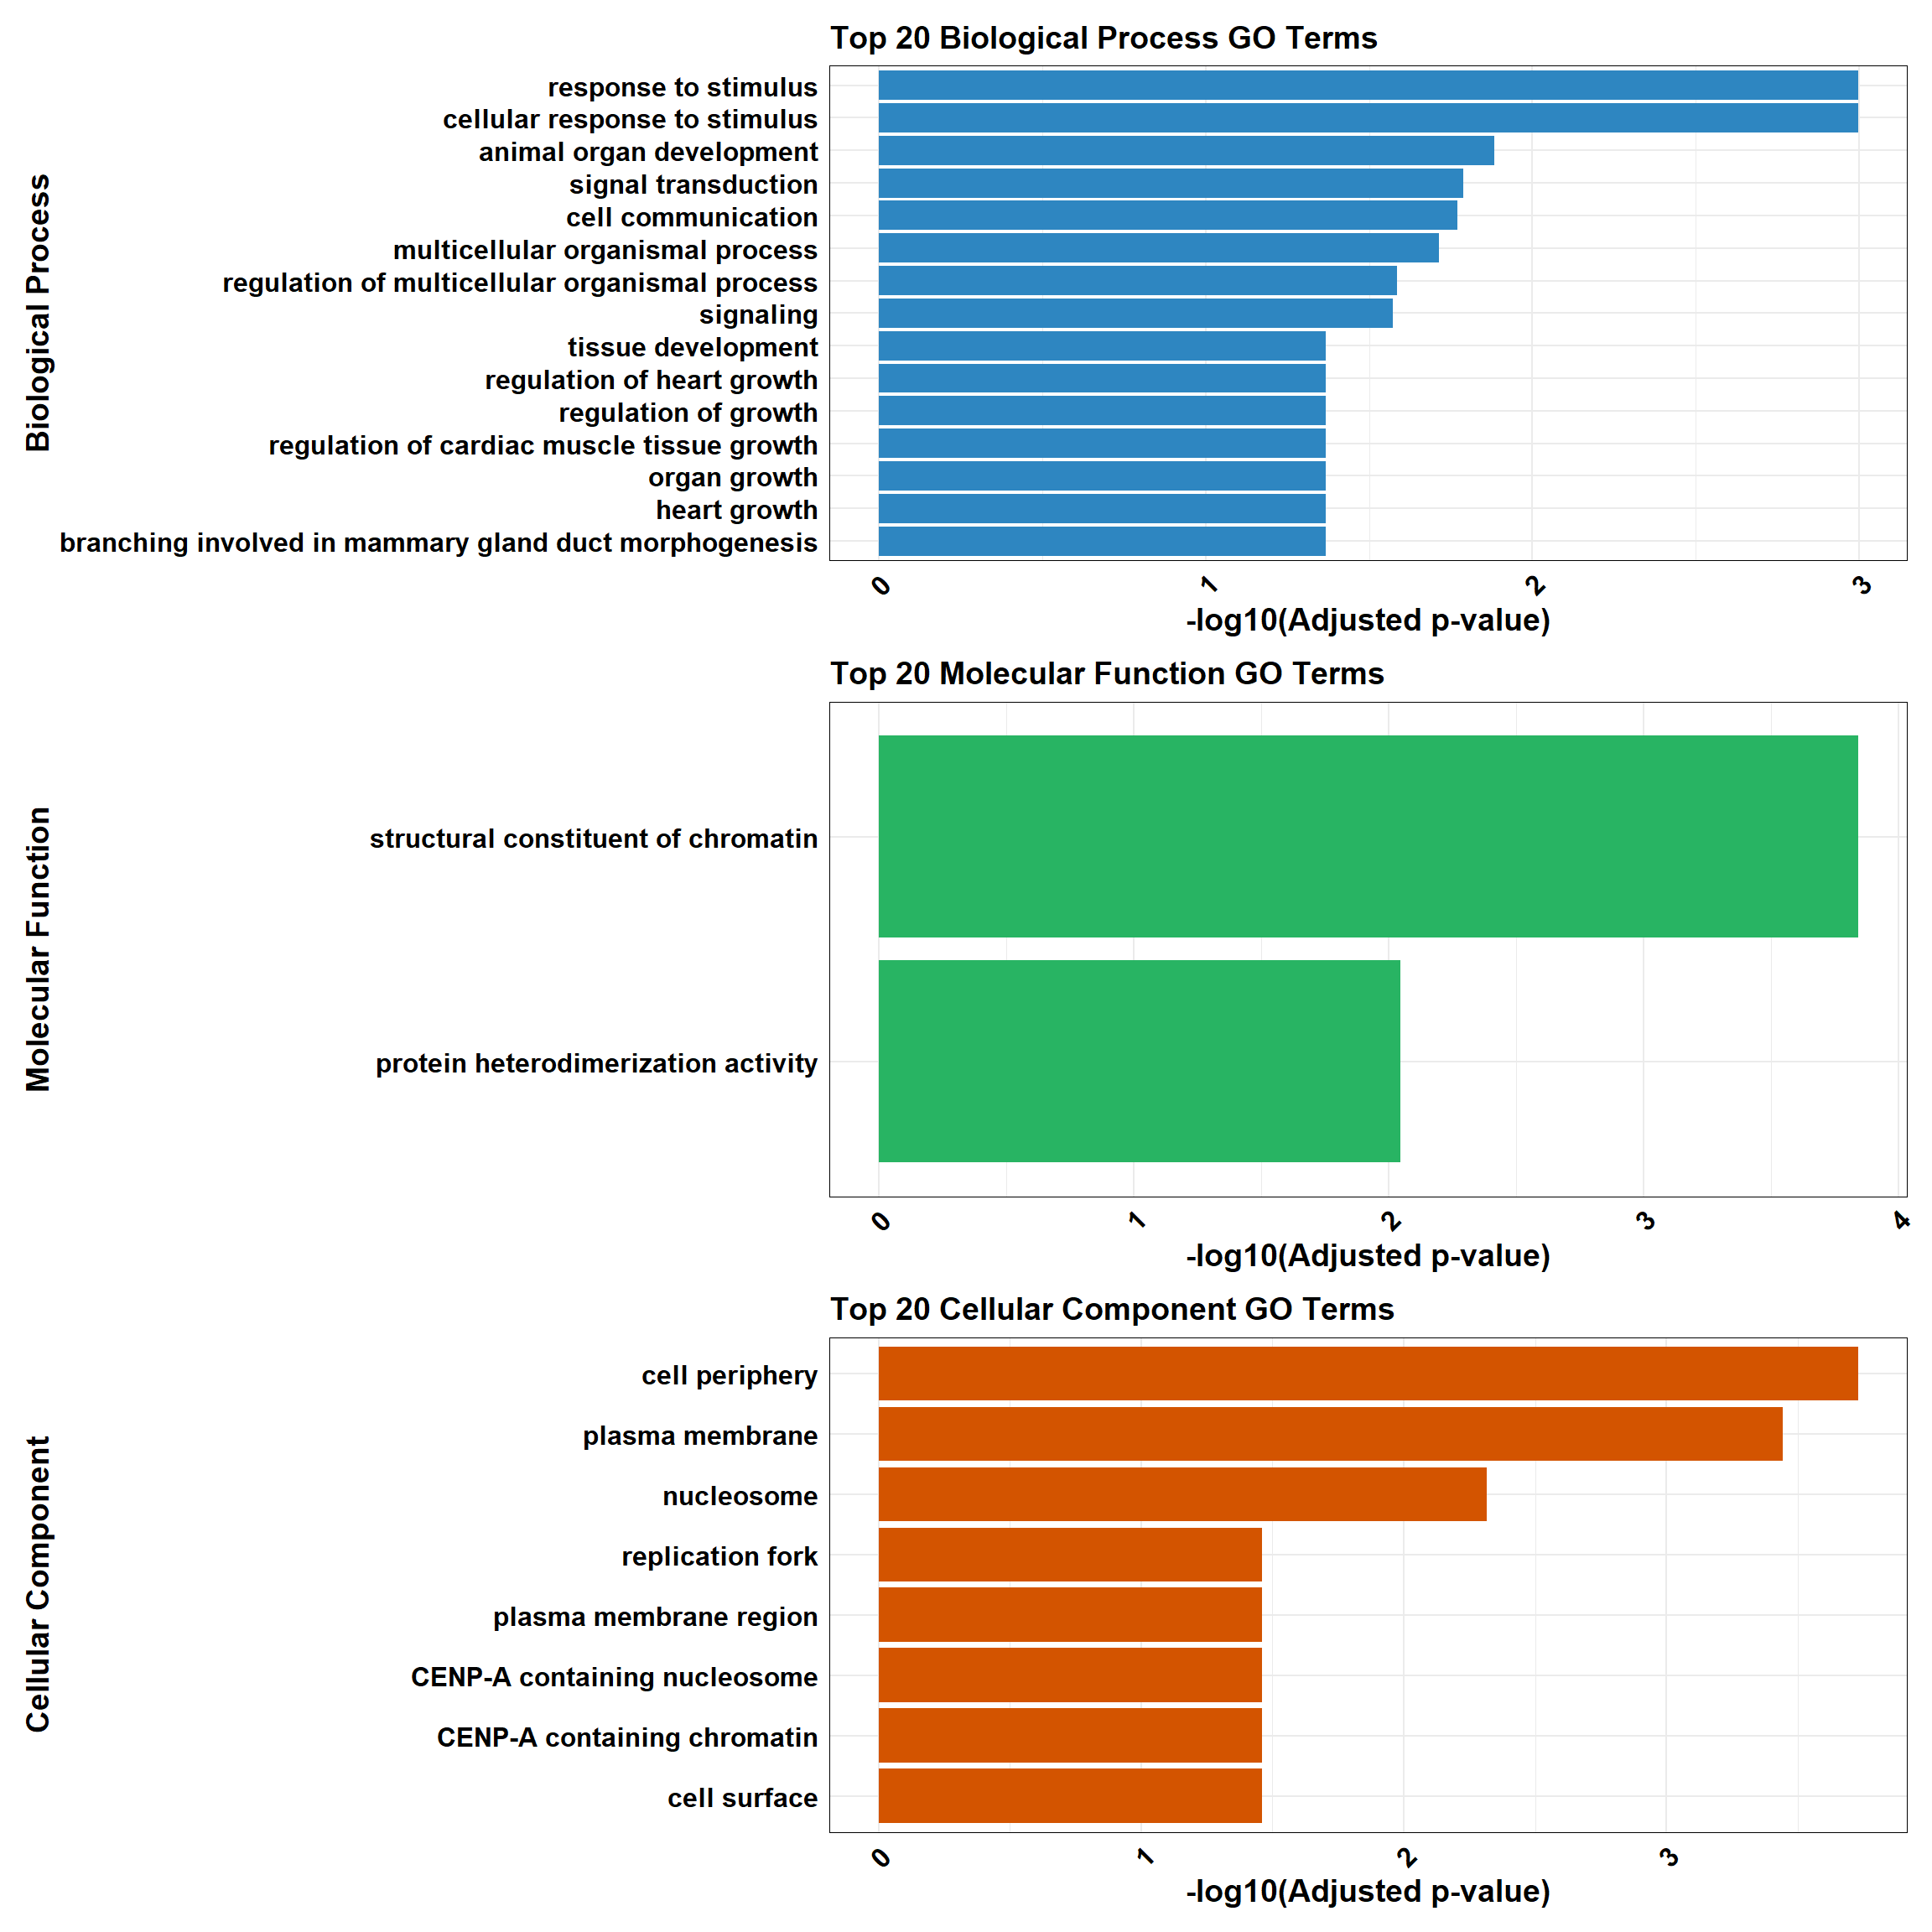 Top 20 Biological Process GO Terms
Biological Process
response to stimulus
cellular response to stimulus
animal organ development
signal transduction
cell communication
multicellular organismal process
regulation of multicellular organismal process
signaling
tissue development
regulation of heart growth
regulation of growth
regulation of cardiac muscle tissue growth
organ growth
heart growth
branching involved in mammary gland duct morphogenesis
0 1 2 3
-log10(Adjusted p-value)
Top 20 Molecular Function GO Terms
Molecular Function
structural constituent of chromatin
protein heterodimerization activity
0 1 2 3 4
-log10(Adjusted p-value)
Top 20 Cellular Component GO Terms
Cellular Component
cell periphery
plasma membrane
nucleosome
replication fork
plasma membrane region
CENP-A containing nucleosome
CENP-A containing chromatin
cell surface
0 1 2 3
-log10(Adjusted p-value)